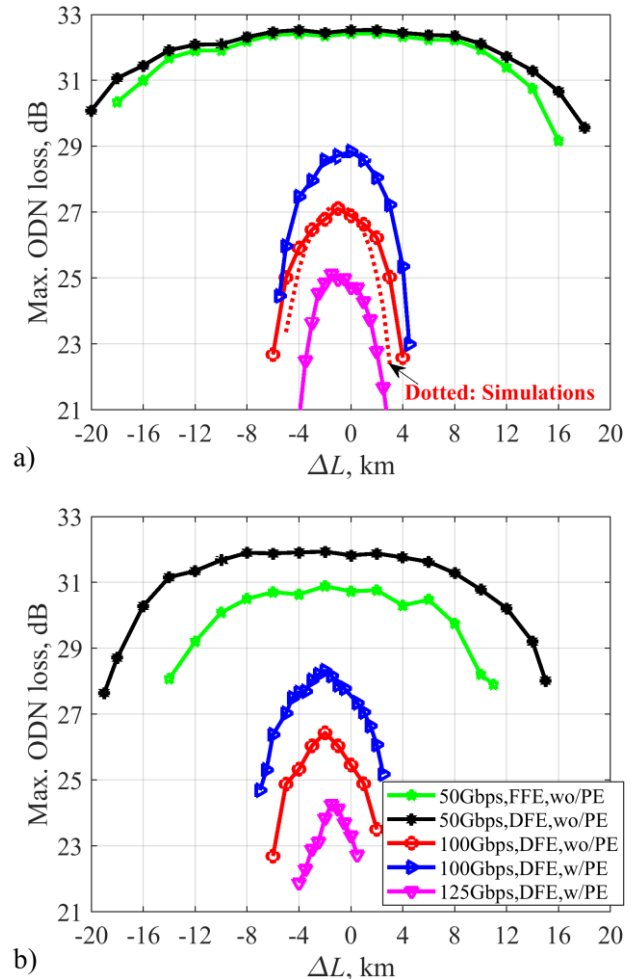 33
31
29
27
25
23
21
Max. ODN loss, dB
Dotted: Simulations
-20 -16 -12 -8 -4 0 4 8 12 16 20
a)
ΔL, km
33
31
29
27
25
23
21
Max. ODN loss, dB
50Gbps,FFE,wo/PE
50Gbps,DFE,wo/PE
100Gbps,DFE,wo/PE
100Gbps,DFE,w/PE
125Gbps,DFE,w/PE
-20 -16 -12 -8 -4 0 4 8 12 16 20
b)
ΔL, km